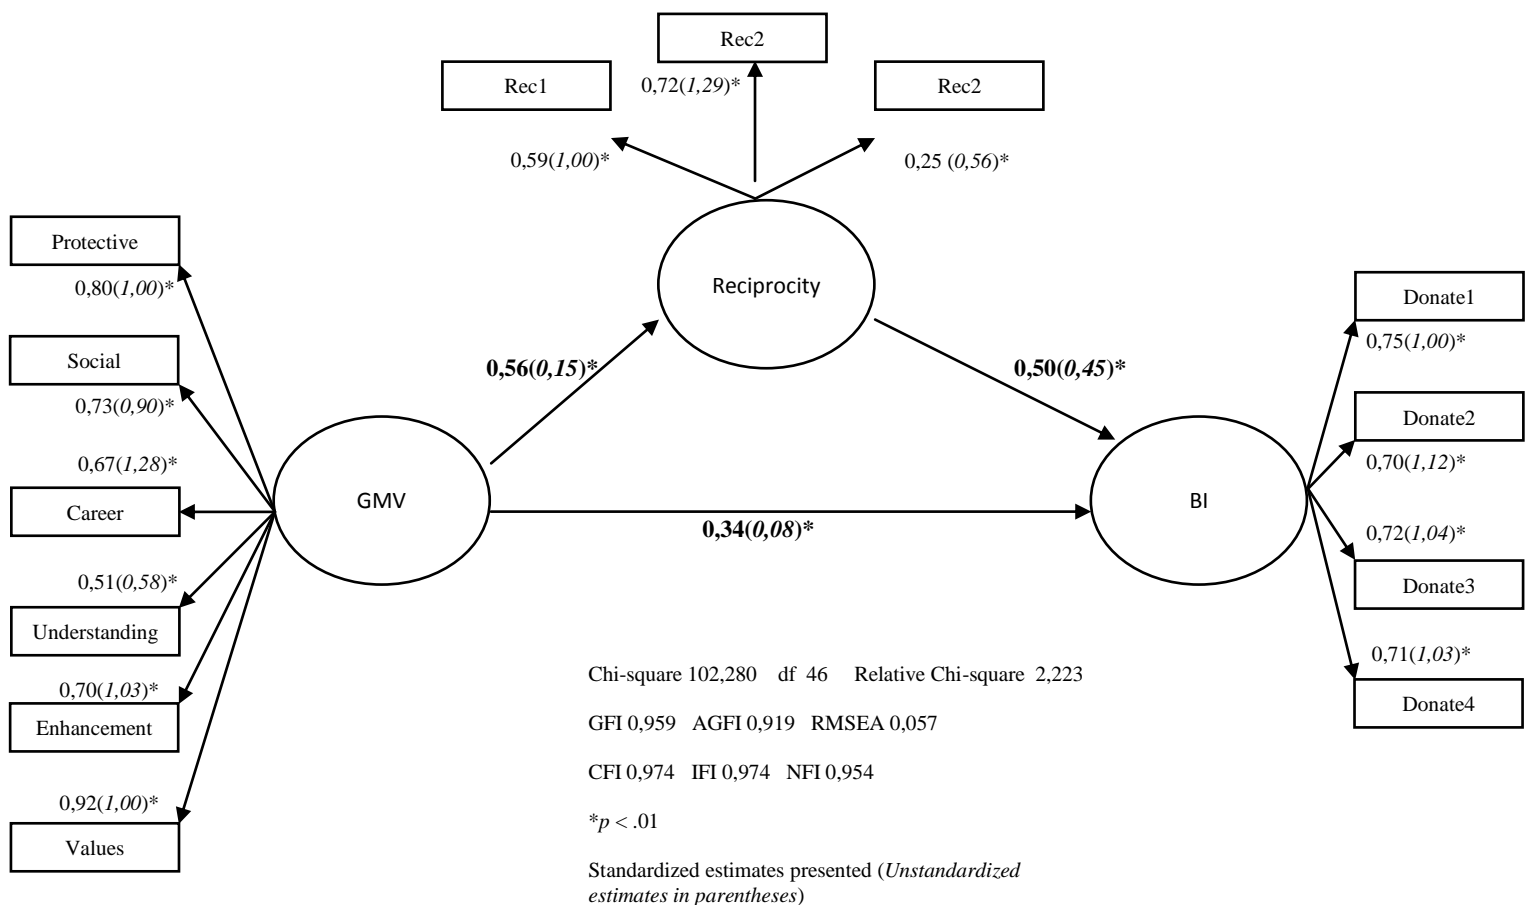 Rec2
Rec1
Rec2
0,72(1,29)*
0,59(1,00)*
0,25 (0,56)*
Protective
0,80(1,00)*
Reciprocity
Donate1
0,75(1,00)*
Social
0,73(0,90)*
0,56(0,15)*
0,50(0,45)*
Donate2
0,70(1,12)*
0,67(1,28)*
Career
GMV
BI
0,34(0,08)*
0,72(1,04)*
Donate3
0,51(0,58)*
Understanding
0,71(1,03)*
Donate4
0,70(1,03)*
Enhancement
0,92(1,00)*
Values
Chi-square 102,280 df 46 Relative Chi-square 2,223
GFI 0,959 AGFI 0,919 RMSEA 0,057
CFI 0,974 IFI 0,974 NFI 0,954
*p < .01
Standardized estimates presented (Unstandardized
estimates in parentheses)